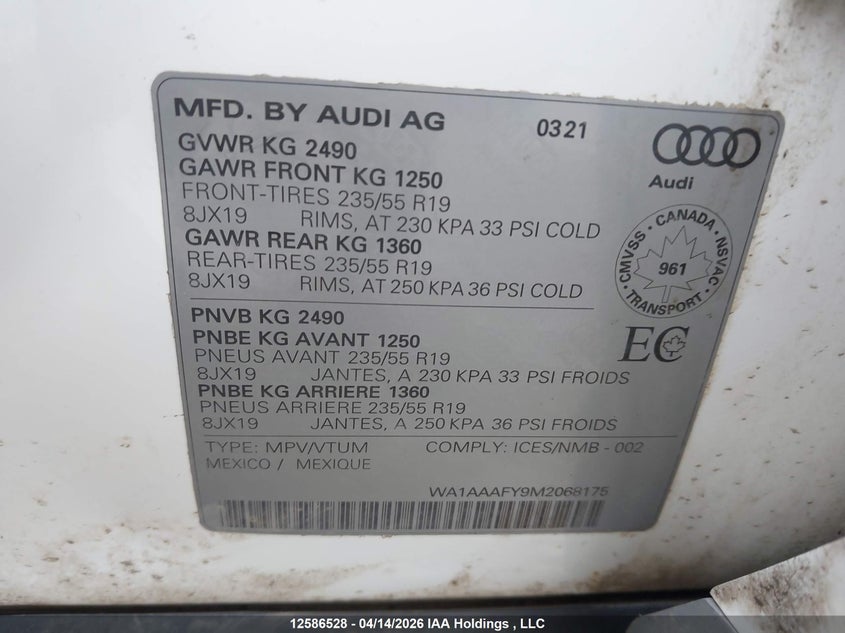 MFD. BY AUDI AG 0321
Audi
GVWR KG 2490
GAWR FRONT KG 1250
FRONT-TIRES 235/55 R19
8JX19 RIMS, AT 230 KPA 33 PSI COLD
GAWR REAR KG 1360
REAR-TIRES 235/55 R19
8JX19 RIMS, AT 250 KPA 36 PSI COLD
CMVSS - CANADA - NSVAC - TRANSPORT
961
PNVB KG 2490
PNBE KG AVANT 1250
PNEUS AVANT 235/55 R19
8JX19 JANTES, A 230 KPA 33 PSI FROIDS
PNBE KG ARRIERE 1360
PNEUS ARRIERE 235/55 R19
8JX19 JANTES, A 250 KPA 36 PSI FROIDS
EC
TYPE: MPV/VTUM COMPLY: ICES/NMB - 002
MEXICO / MEXIQUE
WA1AAAFY9M2068175
12586528 - 04/14/2026 IAA Holdings , LLC